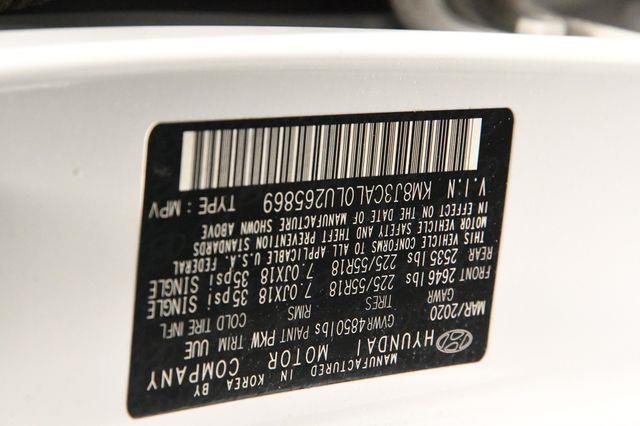 MANUFACTURED IN KOREA BY
HYUNDAI MOTOR COMPANY
MAR/2020 GVWR 4850lbs PAINT PKW TRIM UUE
GAWR TIRES RIMS COLD TIRE INFL
FRONT 2646lbs 225/55R18 7.0JX18 35psi SINGLE
REAR 2535lbs 225/55R18 7.0JX18 35psi SINGLE
THIS VEHICLE CONFORMS TO ALL APPLICABLE U.S.A. FEDERAL
MOTOR VEHICLE SAFETY AND THEFT PREVENTION STANDARDS
IN EFFECT ON THE DATE OF MANUFACTURE SHOWN ABOVE
V.I.N KM8J3CAL0LU265869 TYPE: MPV